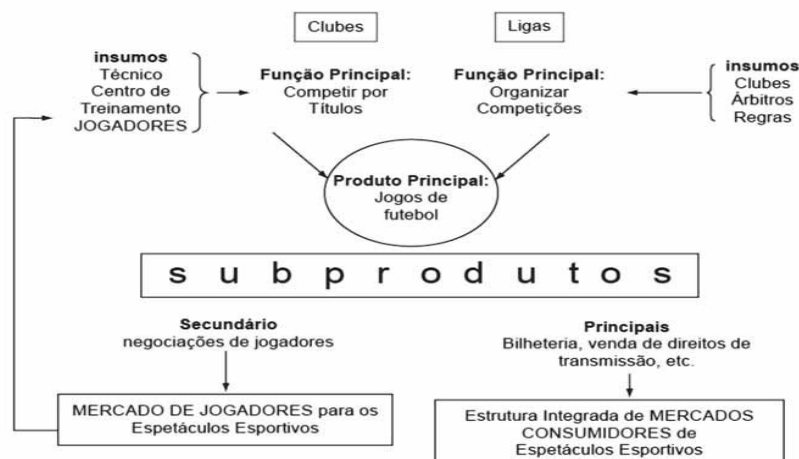 Clubes
Ligas
insumos
Técnico
Centro de
Treinamento
JOGADORES
Função Principal:
Competir por
Títulos
Função Principal:
Organizar
Competições
insumos
Clubes
Árbitros
Regras
Produto Principal:
Jogos de
futebol
s u b p r o d u t o s
Secundário
negociações de jogadores
Principais
Bilheteria, venda de direitos de
transmissão, etc.
MERCADO DE JOGADORES para os
Espetáculos Esportivos
Estrutura Integrada de MERCADOS
CONSUMIDORES de
Espetáculos Esportivos